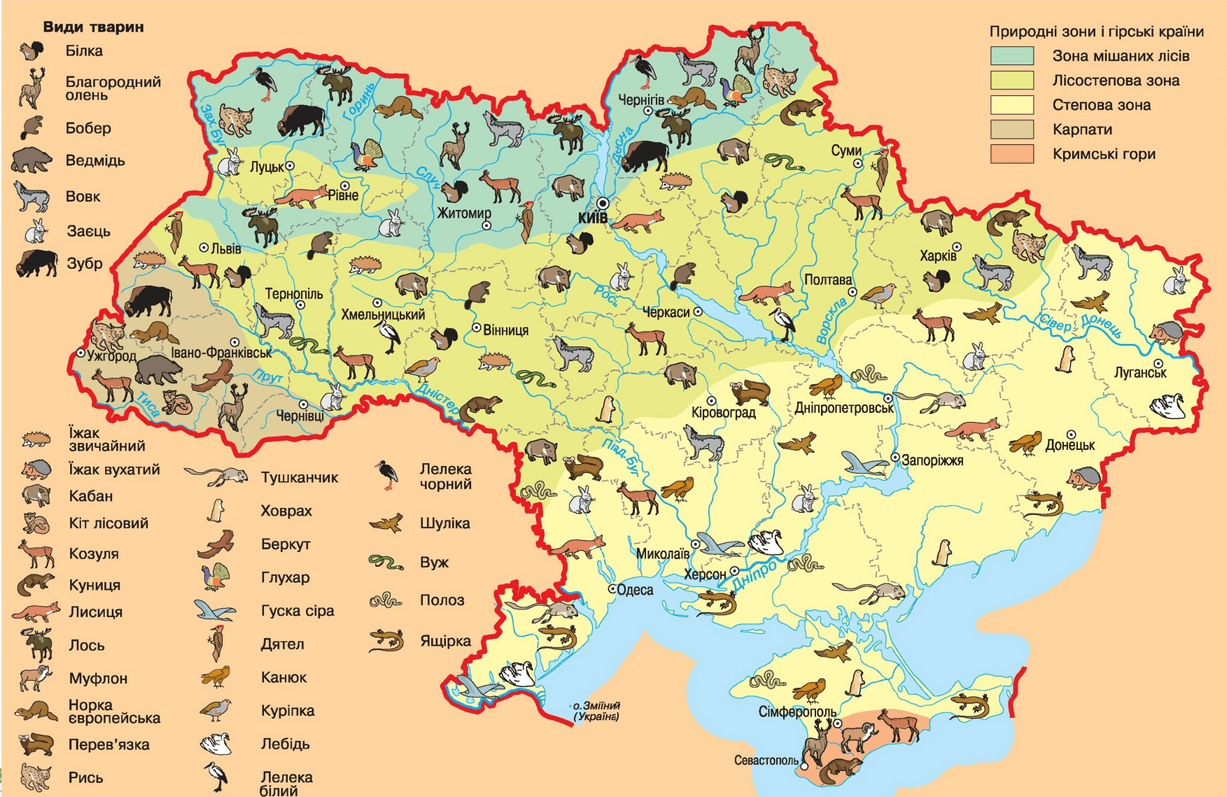 Види тварин
Білка
Благородний
олень
Бобер
Ведмідь
Вовк
Заєць
Зубр
Їжак
звичайний
Їжак вухатий
Кабан
Кіт лісовий
Козуля
Куниця
Лисиця
Лось
Муфлон
Норка
європейська
Перев’язка
Рись
Тушканчик
Ховрах
Беркут
Глухар
Гуска сіра
Дятел
Канюк
Куріпка
Лебідь
Лелека
білий
Лелека
чорний
Шуліка
Вуж
Полоз
Ящірка
Природні зони і гірські країни
Зона мішаних лісів
Лісостепова зона
Степова зона
Карпати
Кримські гори
Зах.Буг
Горинь
Случ
Десна
Чернігів
Суми
Луцьк
Рівне
Житомир
КИЇВ
Львів
Тернопіль
Хмельницький
Вінниця
Рось
Черкаси
Полтава
Харків
Ворскла
Сівер. Донець
Луганськ
Ужгород
Івано-Франківськ
Прут
Тиса
Чернівці
Дністер
Кіровоград
Дніпропетровськ
Донецьк
Запоріжжя
Півд. Буг
Миколаїв
Херсон
Дніпро
Одеса
о.Зміїний
(Україна)
Сімферополь
Севастополь